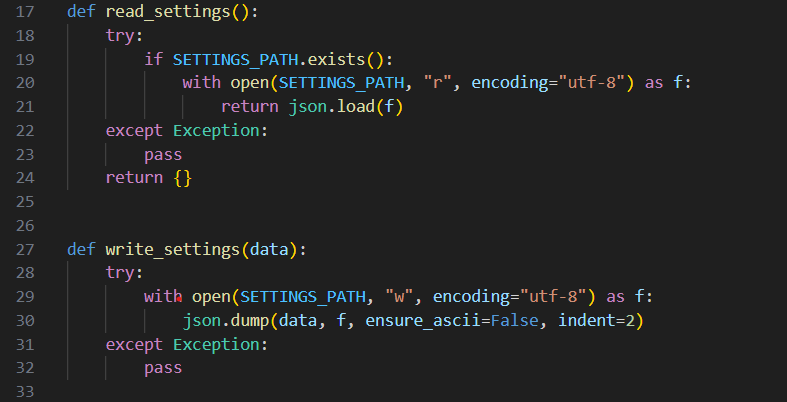 17 def read_settings():
18     try:
19         if SETTINGS_PATH.exists():
20             with open(SETTINGS_PATH, "r", encoding="utf-8") as f:
21                 return json.load(f)
22     except Exception:
23         pass
24     return {}
25
26
27 def write_settings(data):
28     try:
29         with open(SETTINGS_PATH, "w", encoding="utf-8") as f:
30             json.dump(data, f, ensure_ascii=False, indent=2)
31     except Exception:
32         pass
33